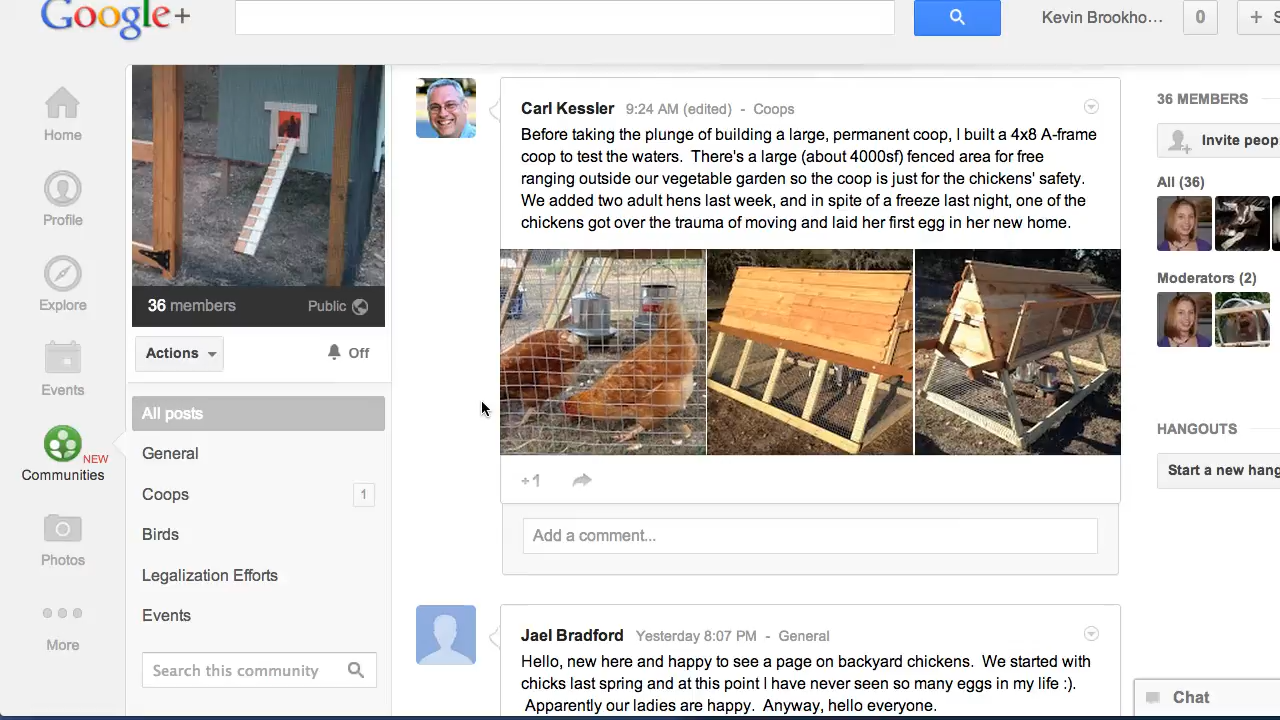 Google+
Kevin Brookho...
0
+ S
Home
Profile
Explore
Events
NEW
Communities
Photos
More
36 members
Public
Actions
Off
All posts
General
Coops
1
Birds
Legalization Efforts
Events
Search this community
Carl Kessler 9:24 AM (edited) - Coops
Before taking the plunge of building a large, permanent coop, I built a 4x8 A-frame
coop to test the waters. There's a large (about 4000sf) fenced area for free
ranging outside our vegetable garden so the coop is just for the chickens' safety.
We added two adult hens last week, and in spite of a freeze last night, one of the
chickens got over the trauma of moving and laid her first egg in her new home.
+1
Add a comment...
Jael Bradford Yesterday 8:07 PM - General
Hello, new here and happy to see a page on backyard chickens. We started with
chicks last spring and at this point I have never seen so many eggs in my life :).
Apparently our ladies are happy. Anyway, hello everyone.
36 MEMBERS
Invite peop
All (36)
Moderators (2)
HANGOUTS
Start a new hang
Chat